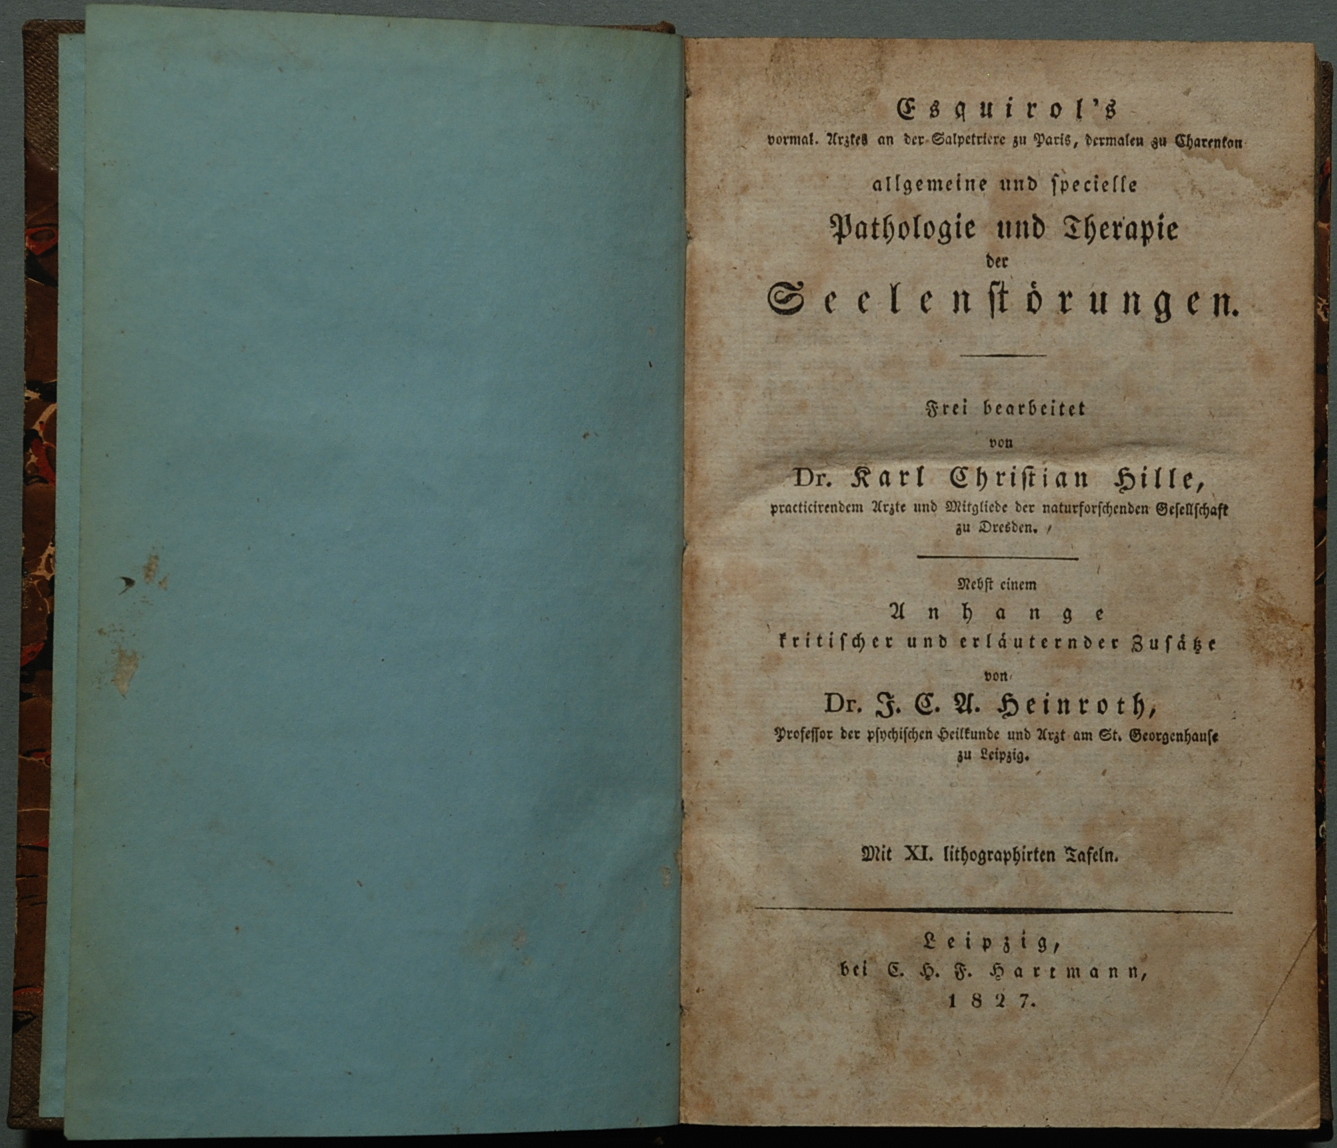 Esquirol's
vormal. Arztes an der Salpetriere zu Paris, dermalen zu Charenton
allgemeine und specielle
Pathologie und Therapie
der
Seelenstörungen.
Frei bearbeitet
von
Dr. Karl Christian Hille,
practicirendem Arzte und Mitgliede der naturforschenden Gesellschaft
zu Dresden.
Nebst einem
Anhange
kritischer und erläuternder Zusätze
von
Dr. J. C. A. Heinroth,
Professor der psychischen Heilkunde und Arzt am St. Georgenhause
zu Leipzig.
Mit XI. lithographirten Tafeln.
Leipzig,
bei C. H. F. Hartmann,
1827.